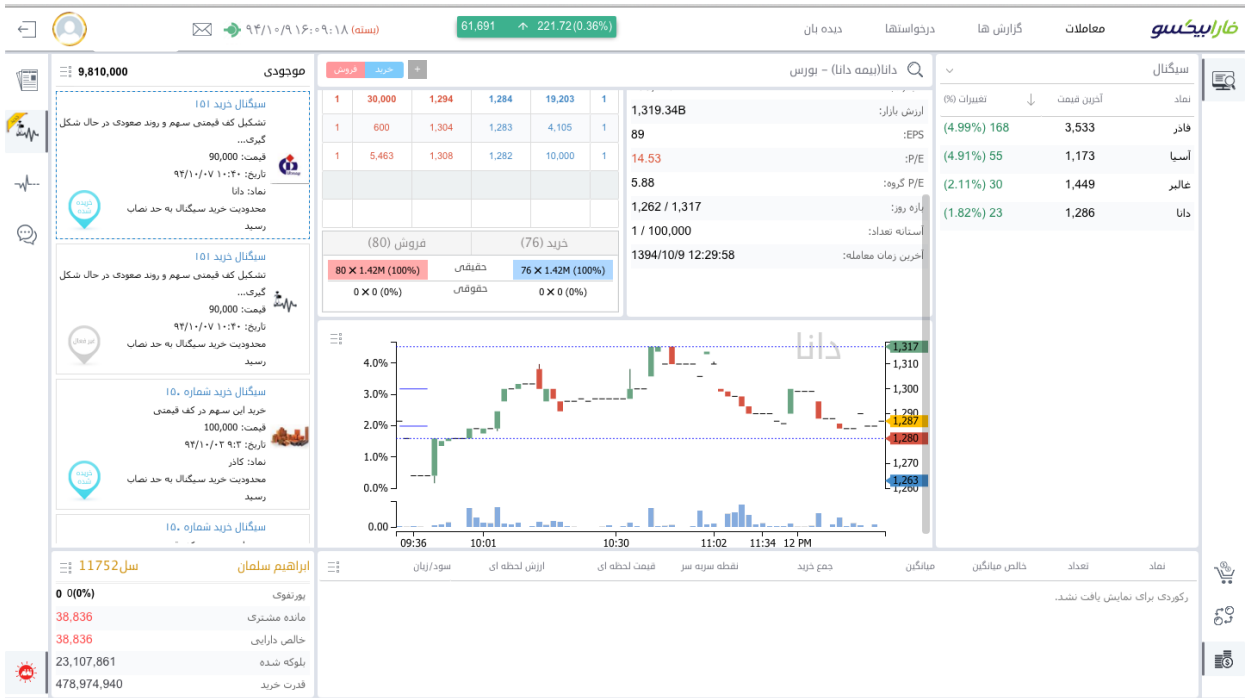 فارابیکسو
معاملات
گزارش ها
درخواستها
دیده بان
61,691 ↑ 221.72(0.36%)
(بسته) ۹۴/۱۰/۹ ۱۶:۰۹:۱۸
سیگنال
نماد
آخرین قیمت
تغییرات (%)
فاذر 3,533 168 (4.99%)
آسیا 1,173 55 (4.91%)
غالبر 1,449 30 (2.11%)
دانا 1,286 23 (1.82%)
دانا(بیمه دانا) – بورس
+
خرید
فروش
ارزش بازار: 1,319.34B
EPS: 89
P/E: 14.53
P/E گروه: 5.88
بازه روز: 1,262 / 1,317
آستانه تعداد: 1 / 100,000
آخرین زمان معامله: 1394/10/9 12:29:58
1 30,000 1,294 1,284 19,203 1
1 600 1,304 1,283 4,105 1
1 5,463 1,308 1,282 10,000 1
خرید (76)
فروش (80)
76 × 1.42M (100%) حقیقی 80 × 1.42M (100%)
0 × 0 (0%) حقوقی 0 × 0 (0%)
دانا
4.0%
3.0%
2.0%
1.0%
0.0%
0.00
1,317
1,310
1,300
1,290
1,287
1,280
1,270
1,263
1,260
09:36 10:01 10:30 11:02 11:34 12 PM
موجودی
9,810,000
سیگنال خرید ۱۵۱
تشکیل کف قیمتی سهم و روند صعودی در حال شکل
گیری...
قیمت: 90,000
تاریخ: ۱۰:۴۰ ۹۴/۱۰/۰۷
نماد: دانا
محدودیت خرید سیگنال به حد نصاب
رسید
خریده
شده
سیگنال خرید ۱۵۱
تشکیل کف قیمتی سهم و روند صعودی در حال شکل
گیری...
قیمت: 90,000
تاریخ: ۱۰:۴۰ ۹۴/۱۰/۰۷
محدودیت خرید سیگنال به حد نصاب
رسید
غیر فعال
سیگنال خرید شماره ۱۵۰
خرید این سهم در کف قیمتی
قیمت: 100,000
تاریخ: ۹:۳ ۹۴/۱۰/۰۲
نماد: کاذر
محدودیت خرید سیگنال به حد نصاب
رسید
خریده
شده
سیگنال خرید شماره ۱۵۰
ابراهیم سلمان
سل11752
پورتفوی 0 0(0%)
مانده مشتری 38,836
خالص دارایی 38,836
بلوکه شده 23,107,861
قدرت خرید 478,974,940
نماد
تعداد
خالص میانگین
میانگین
جمع خرید
نقطه سربه سر
قیمت لحظه ای
ارزش لحظه ای
سود/زیان
رکوردی برای نمایش یافت نشد.